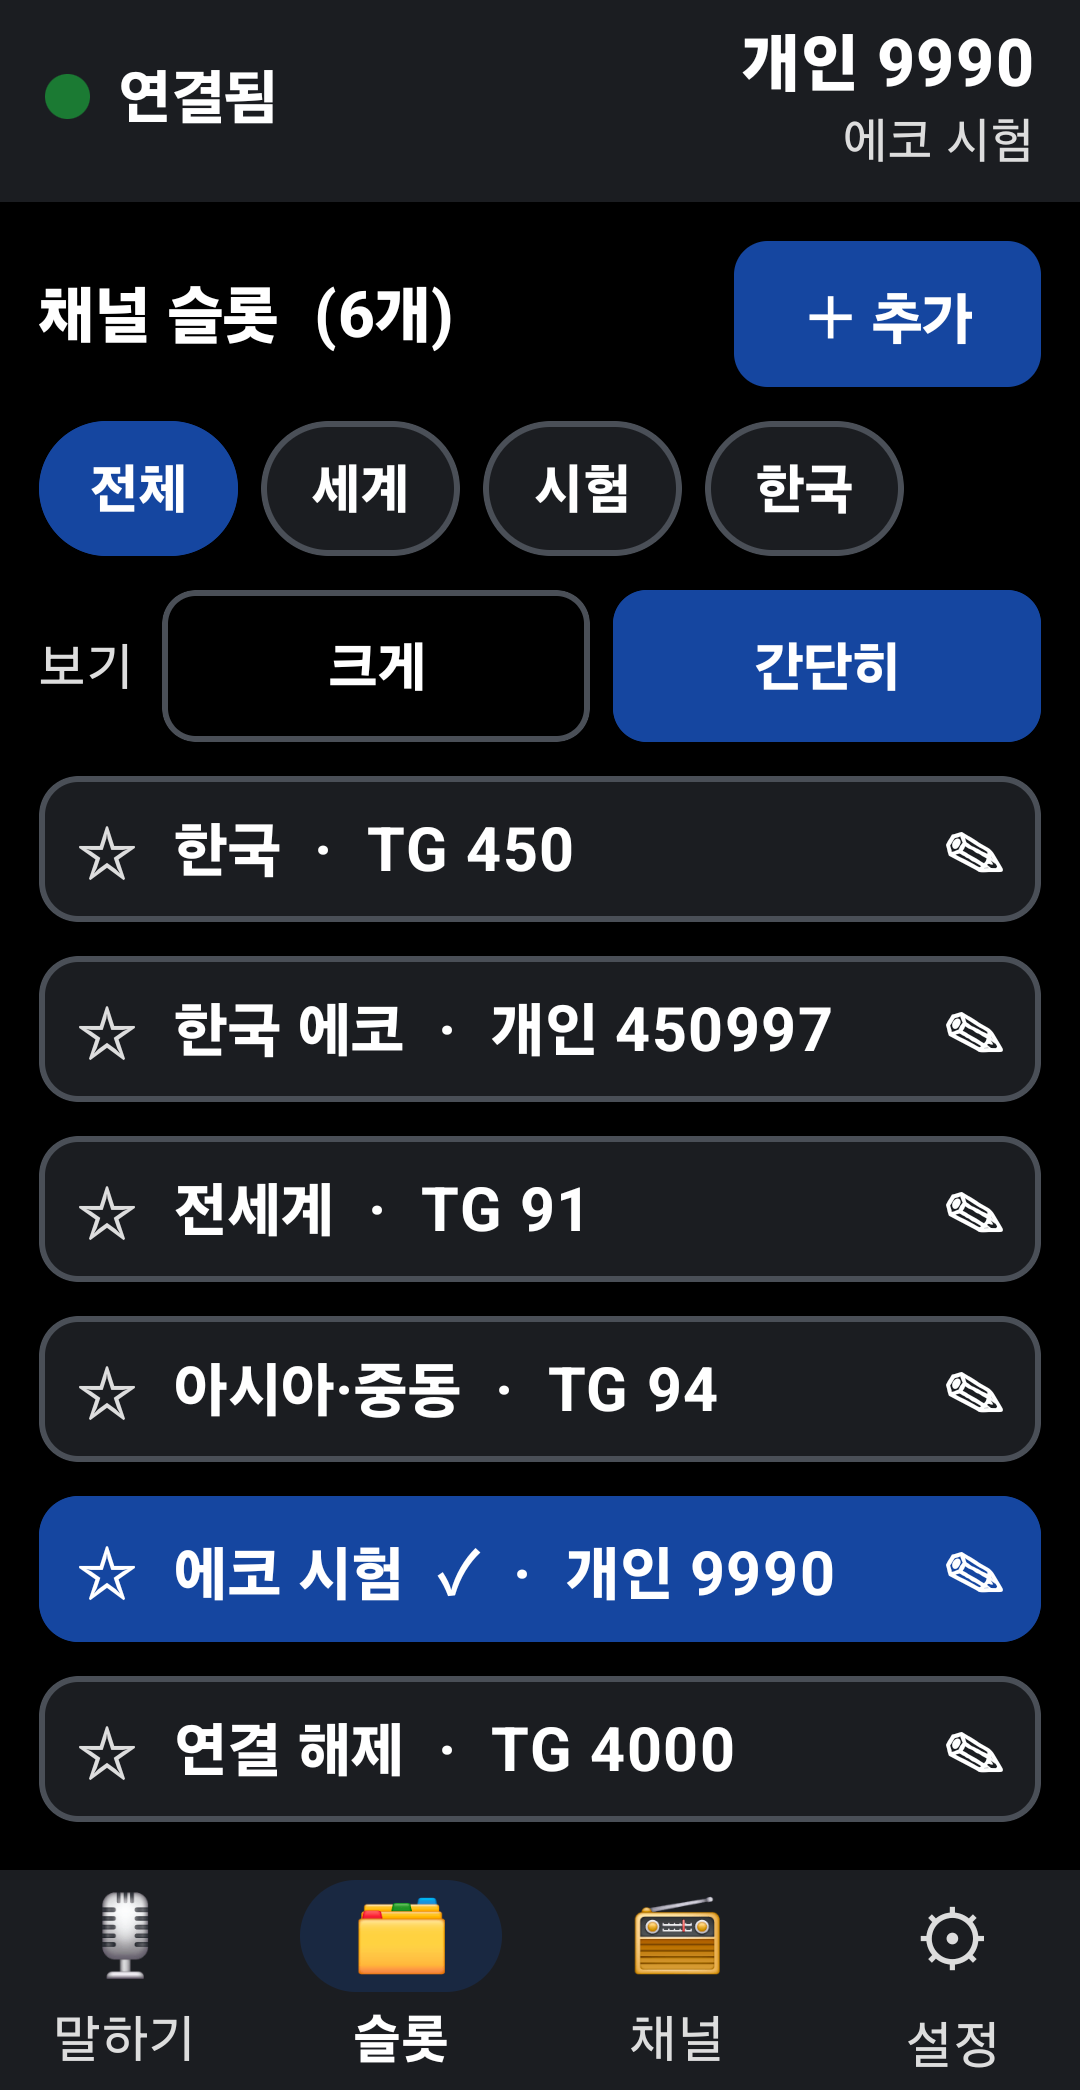 연결됨
개인 9990
에코 시험
채널 슬롯 (6개)
+ 추가
전체 세계 시험 한국
보기 크게 간단히
☆ 한국 · TG 450 ✎
☆ 한국 에코 · 개인 450997 ✎
☆ 전세계 · TG 91 ✎
☆ 아시아·중동 · TG 94 ✎
☆ 에코 시험 ✓ · 개인 9990 ✎
☆ 연결 해제 · TG 4000 ✎
말하기 슬롯 채널 설정